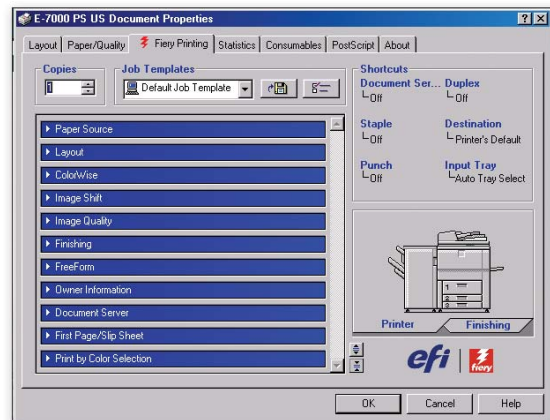 E-7000 PS US Document Properties
Layout Paper/Quality Fiery Printing Statistics Consumables PostScript About
Copies
1
Job Templates
Default Job Template
Paper Source
Layout
ColorWise
Image Shift
Image Quality
Finishing
FreeForm
Owner Information
Document Server
First Page/Slip Sheet
Print by Color Selection
Shortcuts
Document Ser... Duplex
Off Off
Staple Destination
Off Printer's Default
Punch Input Tray
Off Auto Tray Select
1
2
3
Printer Finishing
efi fiery
OK Cancel Help